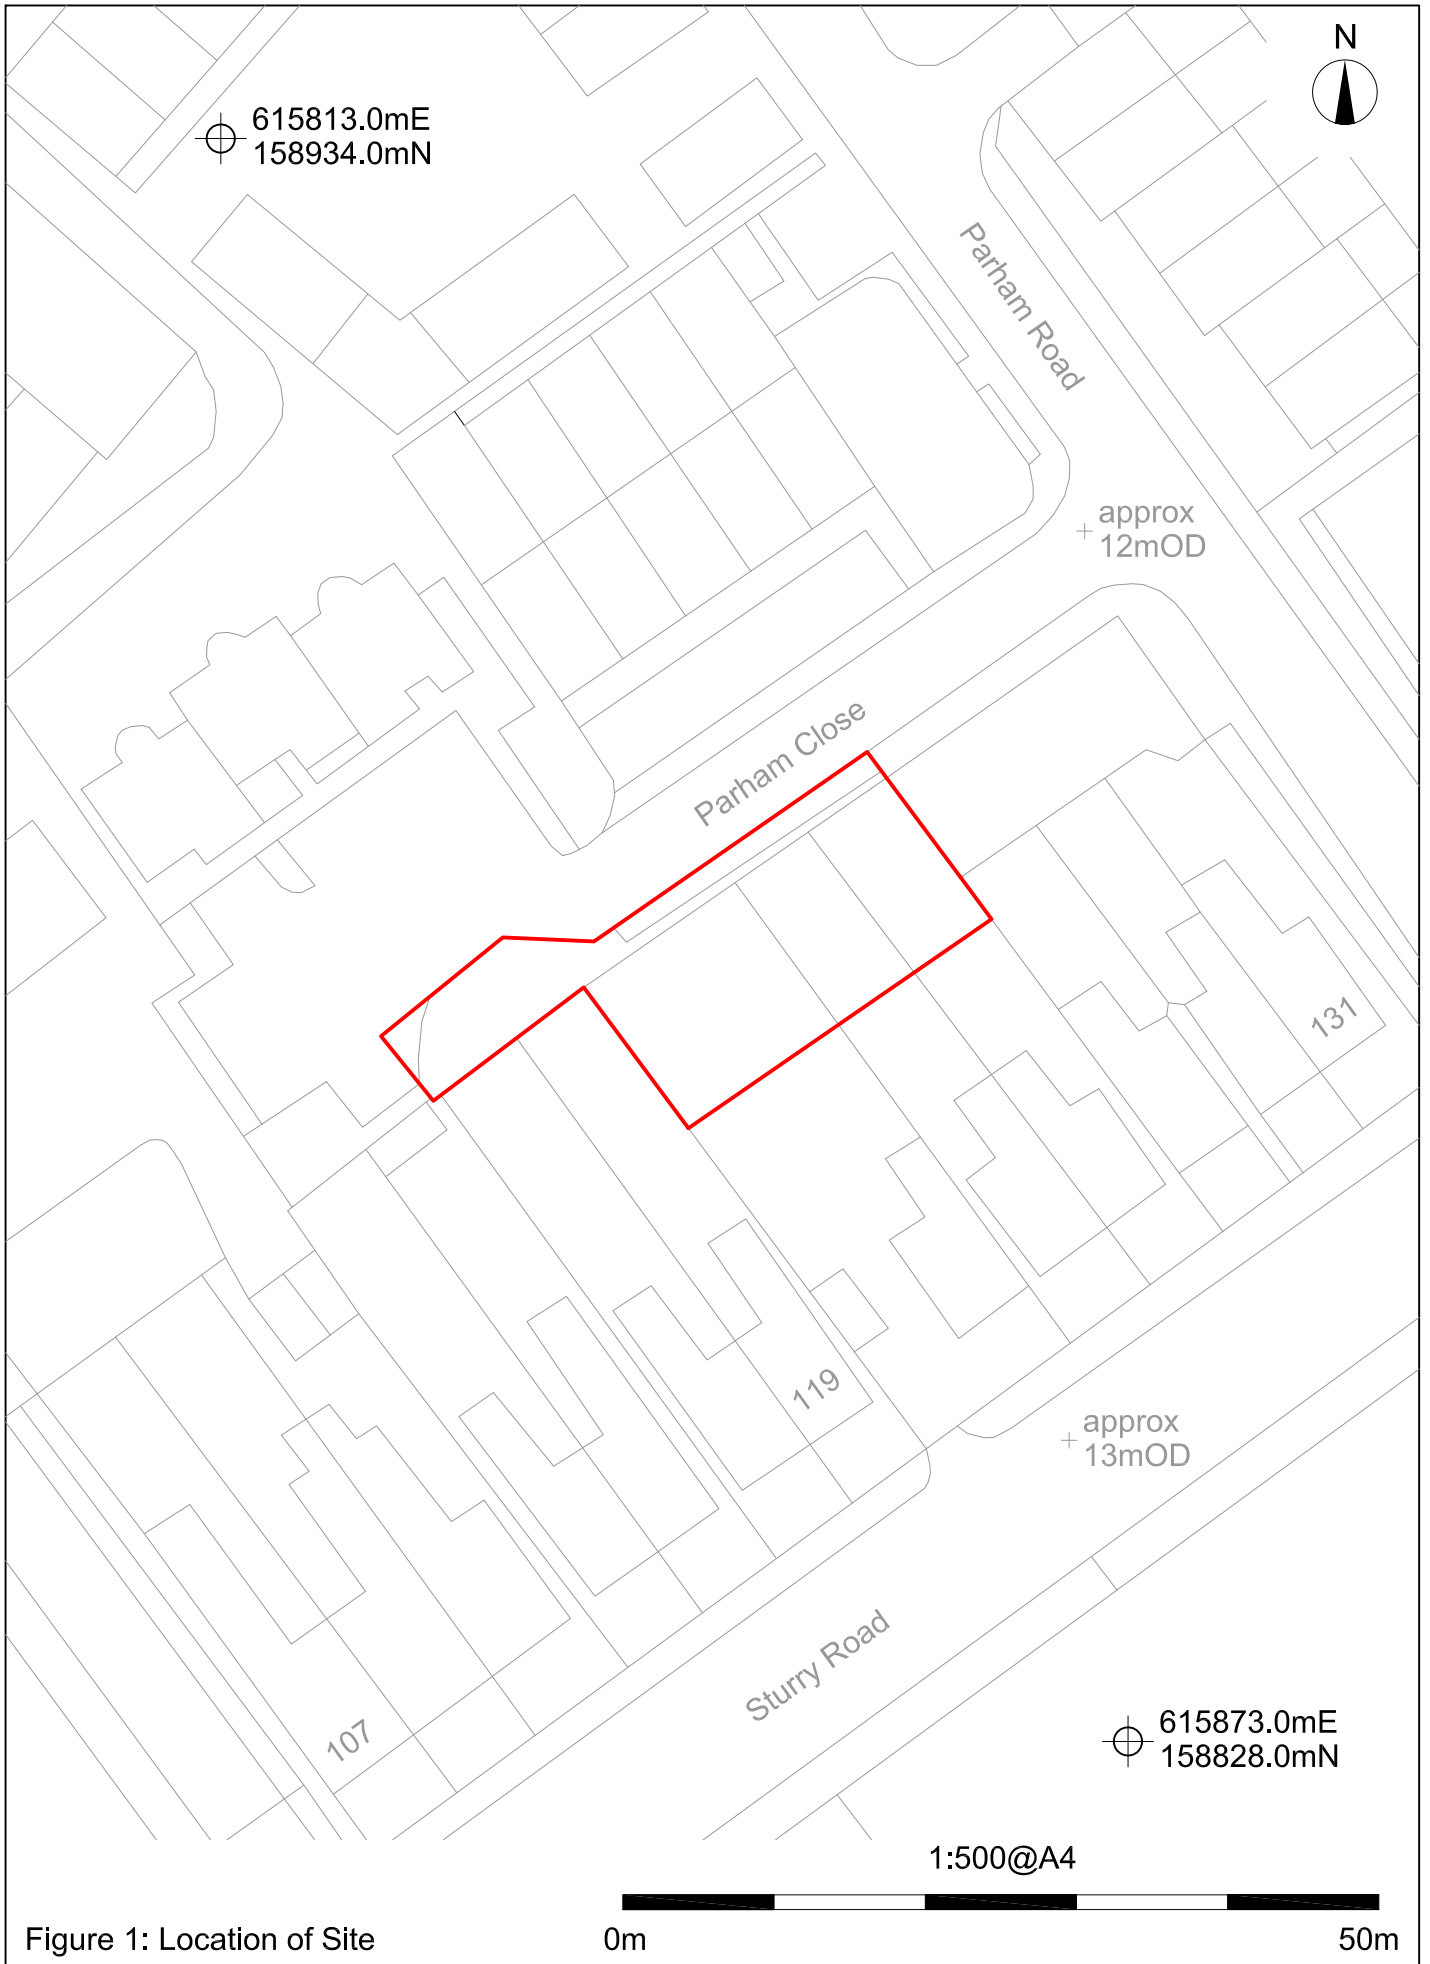 N
615813.0mE
158934.0mN
Parham Road
approx
12mOD
Parham Close
131
119
approx
13mOD
Sturry Road
107
615873.0mE
158828.0mN
1:500@A4
Figure 1: Location of Site
0m
50m